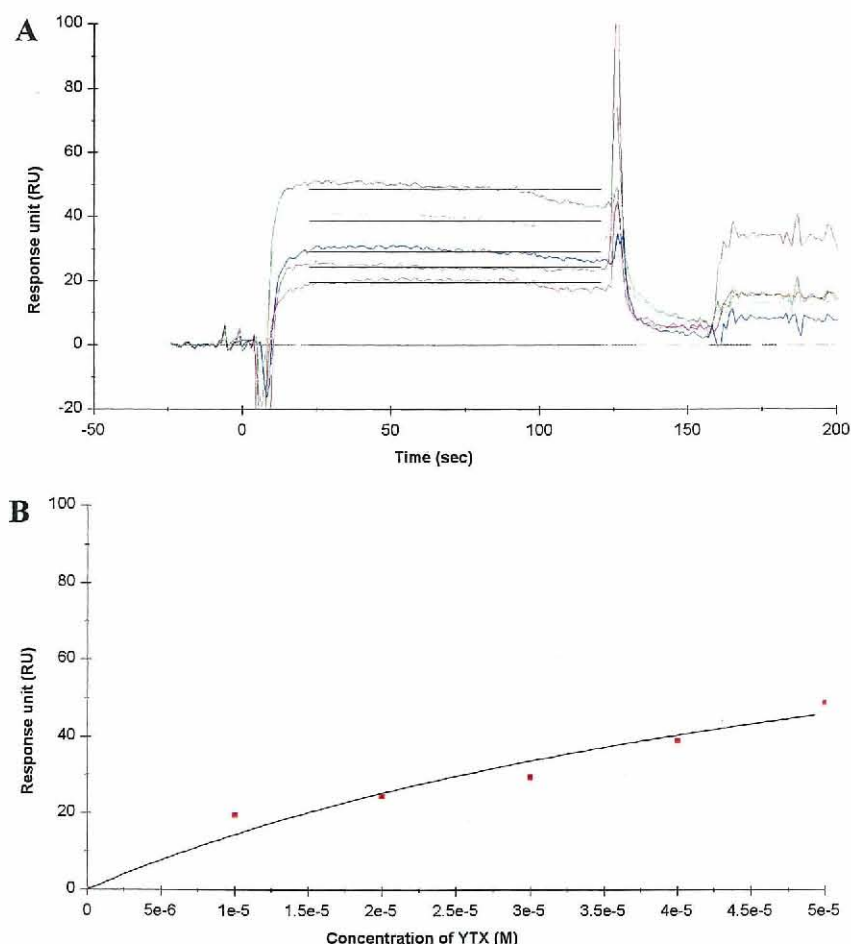 A
100
80
60
40
20
0
-20
Response unit (RU)
-50
0
50
100
150
200
Time (sec)
B
100
80
60
40
20
0
Response unit (RU)
0
5e-6
1e-5
1.5e-5
2e-5
2.5e-5
3e-5
3.5e-5
4e-5
4.5e-5
5e-5
Concentration of YTX (M)